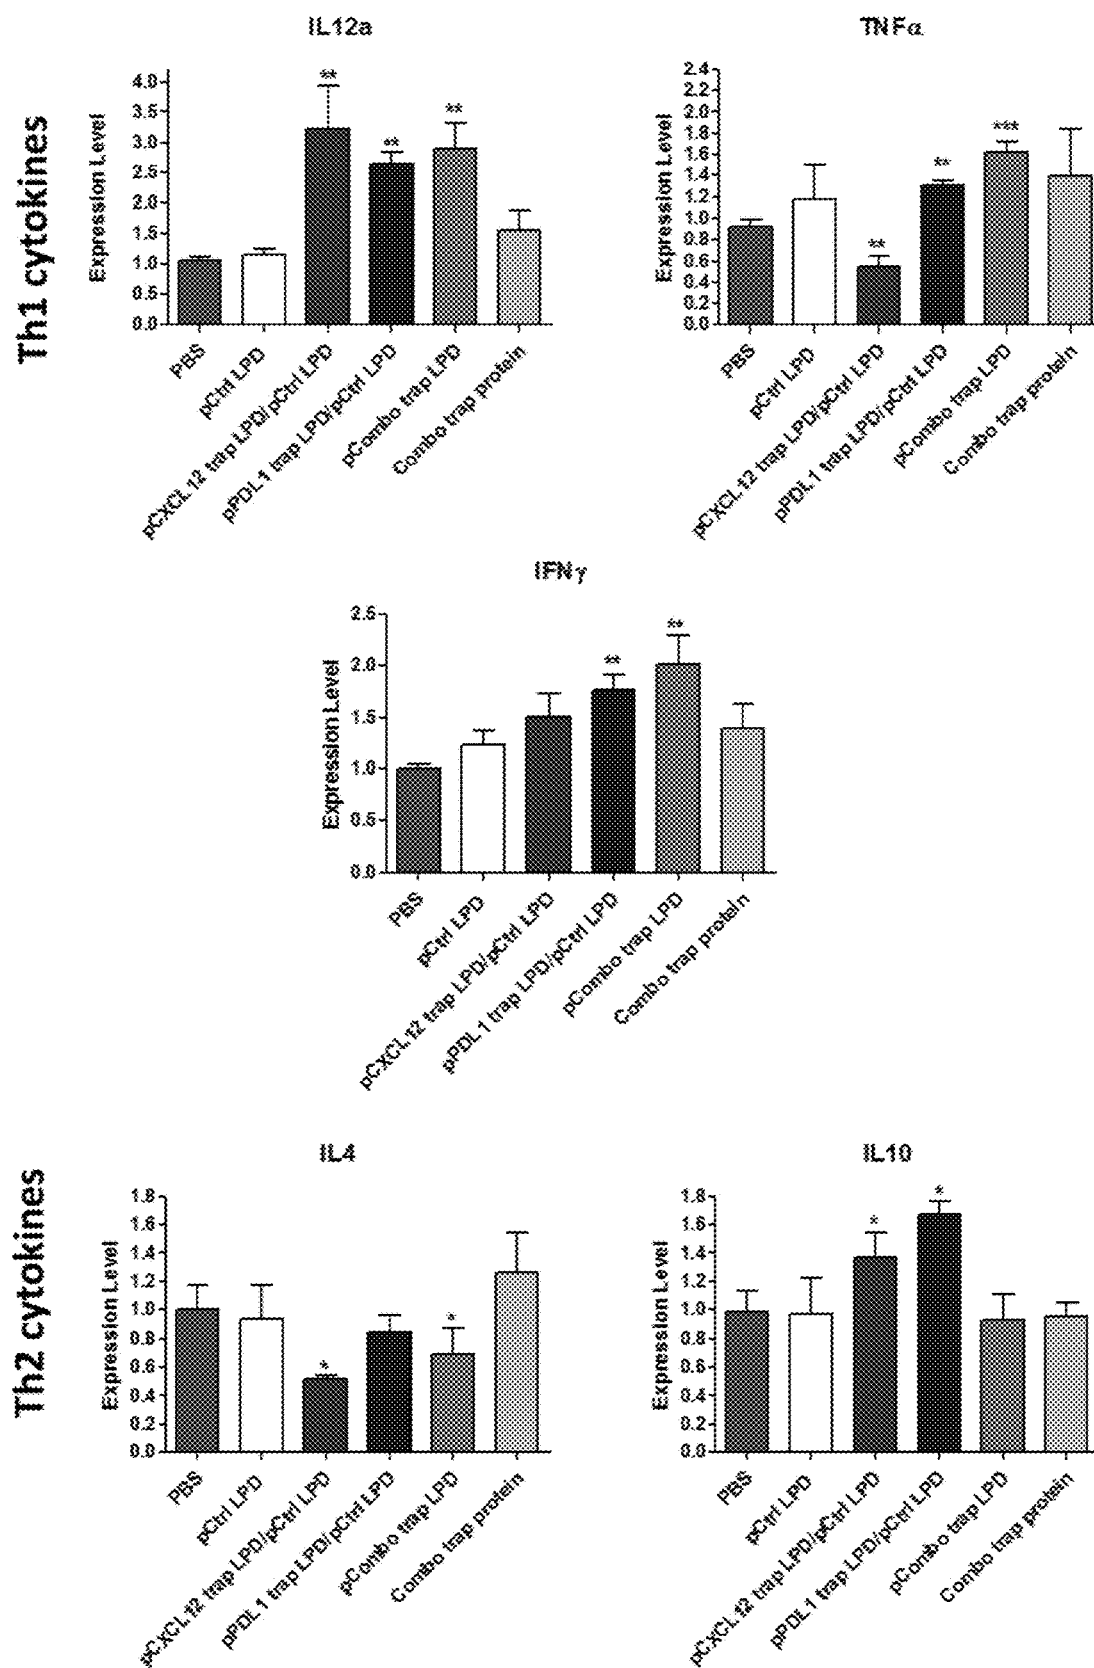 Th1 cytokines
IL12a
Expression Level
4.0
3.5
3.0
2.5
2.0
1.5
1.0
0.5
0.0
**
**
**
PBS
pCtrl LPD
pCXCL12 trap LPD/pCtrl LPD
pPDL1 trap LPD/pCtrl LPD
pCombo trap LPD
Combo trap protein
TNFα
Expression Level
2.4
2.2
2.0
1.8
1.6
1.4
1.2
1.0
0.8
0.6
0.4
0.2
0.0
**
**
***
PBS
pCtrl LPD
pCXCL12 trap LPD/pCtrl LPD
pPDL1 trap LPD/pCtrl LPD
pCombo trap LPD
Combo trap protein
IFNγ
Expression Level
2.5
2.0
1.5
1.0
0.5
0.0
**
**
PBS
pCtrl LPD
pCXCL12 trap LPD/pCtrl LPD
pPDL1 trap LPD/pCtrl LPD
pCombo trap LPD
Combo trap protein
Th2 cytokines
IL4
Expression Level
1.8
1.6
1.4
1.2
1.0
0.8
0.6
0.4
0.2
0.0
*
*
PBS
pCtrl LPD
pCXCL12 trap LPD/pCtrl LPD
pPDL1 trap LPD/pCtrl LPD
pCombo trap LPD
Combo trap protein
IL10
Expression Level
1.8
1.6
1.4
1.2
1.0
0.8
0.6
0.4
0.2
0.0
*
*
PBS
pCtrl LPD
pCXCL12 trap LPD/pCtrl LPD
pPDL1 trap LPD/pCtrl LPD
pCombo trap LPD
Combo trap protein